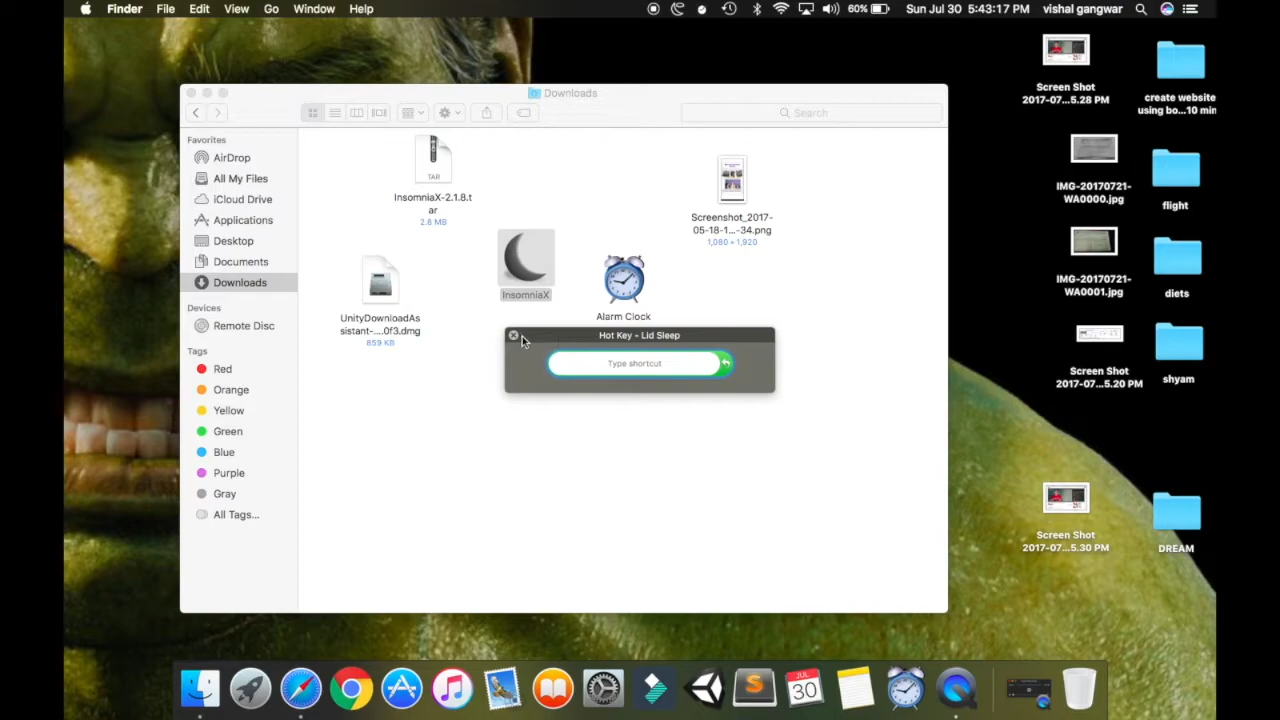 Finder File Edit View Go Window Help
60% Sun Jul 30 5:43:17 PM vishal gangwar
Downloads
Search
Favorites
AirDrop
All My Files
iCloud Drive
Applications
Desktop
Documents
Downloads
Devices
Remote Disc
Tags
Red
Orange
Yellow
Green
Blue
Purple
Gray
All Tags...
TAR
InsomniaX-2.1.8.t
ar
2.8 MB
Screenshot_2017-
05-18-1...-34.png
1,080 × 1,920
UnityDownloadAs
sistant-....0f3.dmg
859 KB
InsomniaX
Alarm Clock
Hot Key - Lid Sleep
Type shortcut
Screen Shot
2017-07...5.28 PM
create website
using bo...10 min
IMG-20170721-
WA0000.jpg
flight
IMG-20170721-
WA0001.jpg
diets
Screen Shot
2017-07...5.20 PM
shyam
Screen Shot
2017-07...5.30 PM
DREAM
JUL
30